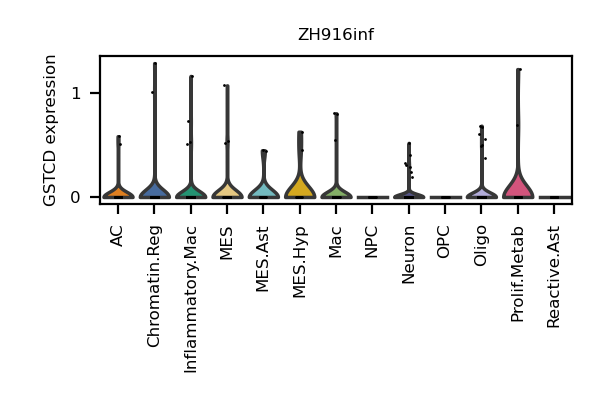 ZH916inf
GSTCD expression
1
0
AC
Chromatin.Reg
Inflammatory.Mac
MES
MES.Ast
MES.Hyp
Mac
NPC
Neuron
OPC
Oligo
Prolif.Metab
Reactive.Ast